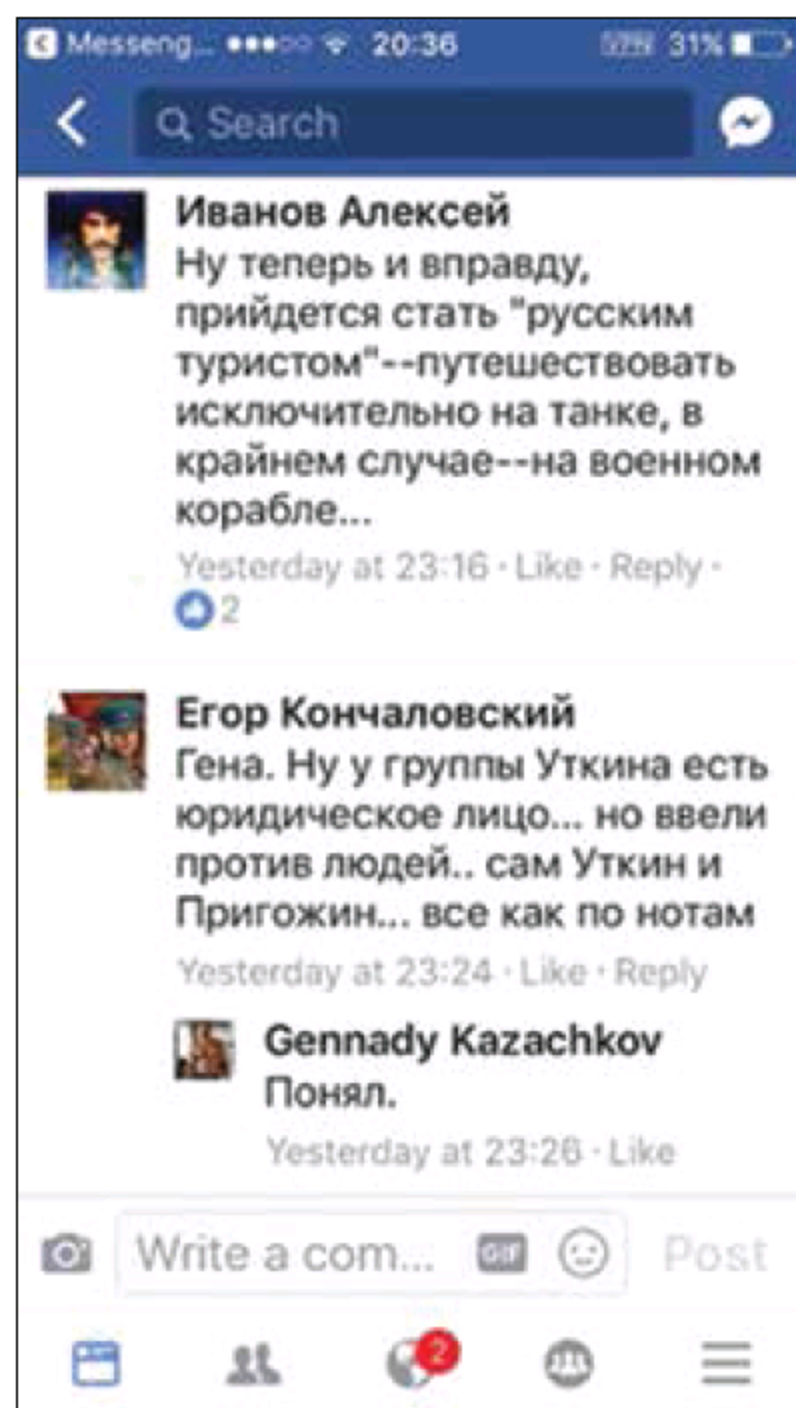 Messeng... 20:36 VPN 31%
Search
Иванов Алексей
Ну теперь и вправду,
прийдется стать "русским
туристом"--путешествовать
исключительно на танке, в
крайнем случае--на военном
корабле...
Yesterday at 23:16 · Like · Reply ·
2
Егор Кончаловский
Гена. Ну у группы Уткина есть
юридическое лицо... но ввели
против людей.. сам Уткин и
Пригожин... все как по нотам
Yesterday at 23:24 · Like · Reply
Gennady Kazachkov
Понял.
Yesterday at 23:26 · Like
Write a com... GIF Post
2